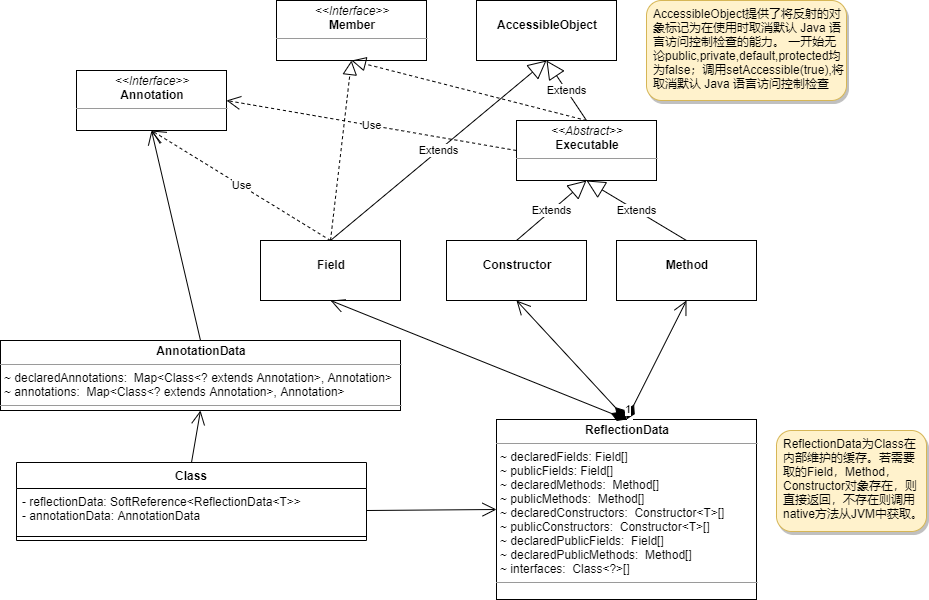 <<Interface>>
Member
AccessibleObject
AccessibleObject提供了将反射的对
象标记为在使用时取消默认 Java 语
言访问控制检查的能力。 一开始无
论public,private,default,protected均
为false；调用setAccessible(true),将
取消默认 Java 语言访问控制检查
<<Interface>>
Annotation
Extends
<<Abstract>>
Executable
Use
Extends
Use
Extends
Extends
Field
Constructor
Method
AnnotationData
~ declaredAnnotations:  Map<Class<? extends Annotation>, Annotation>
~ annotations:  Map<Class<? extends Annotation>, Annotation>
1
ReflectionData
~ declaredFields: Field[]
~ publicFields: Field[]
~ declaredMethods:  Method[]
~ publicMethods:  Method[]
~ declaredConstructors:  Constructor<T>[]
~ publicConstructors:  Constructor<T>[]
~ declaredPublicFields:  Field[]
~ declaredPublicMethods:  Method[]
~ interfaces:  Class<?>[]
ReflectionData为Class在
内部维护的缓存。若需要
取的Field，Method，
Constructor对象存在，则
直接返回，不存在则调用
native方法从JVM中获取。
Class
- reflectionData: SoftReference<ReflectionData<T>>
- annotationData: AnnotationData